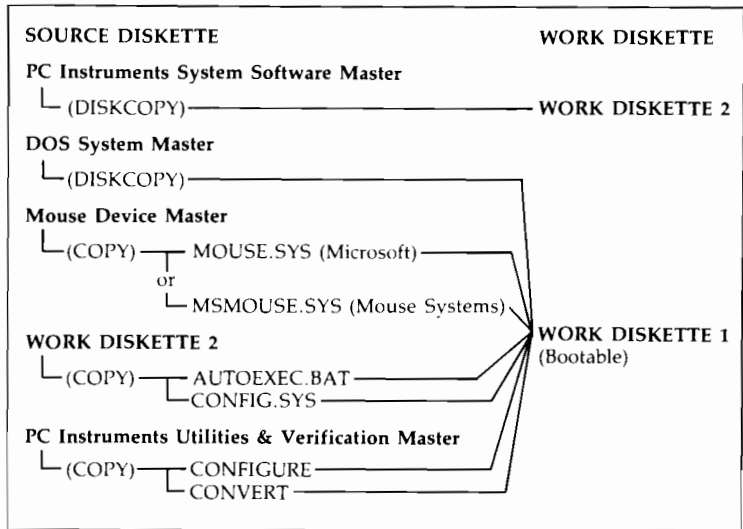 SOURCE DISKETTE WORK DISKETTE
PC Instruments System Software Master
(DISKCOPY) WORK DISKETTE 2
DOS System Master
(DISKCOPY)
Mouse Device Master
(COPY) MOUSE.SYS (Microsoft)
or
MSMOUSE.SYS (Mouse Systems)
WORK DISKETTE 1
(Bootable)
WORK DISKETTE 2
(COPY) AUTOEXEC.BAT
CONFIG.SYS
PC Instruments Utilities & Verification Master
(COPY) CONFIGURE
CONVERT